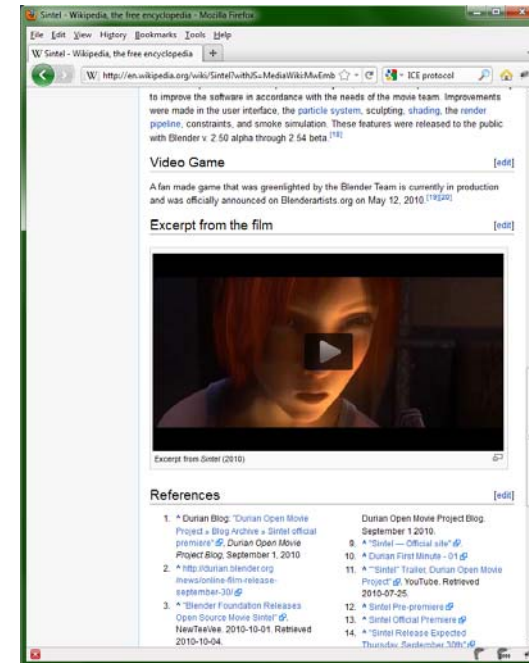 Sintel - Wikipedia, the free encyclopedia - Mozilla Firefox
File Edit View History Bookmarks Tools Help
W Sintel - Wikipedia, the free encyclopedia +
W http://en.wikipedia.org/wiki/Sintel?withJS=MediaWiki:MwEmb ICE protocol
to improve the software in accordance with the needs of the movie team. Improvements
were made in the user interface, the particle system, sculpting, shading, the render
pipeline, constraints, and smoke simulation. These features were released to the public
with Blender v. 2.50 alpha through 2.54 beta.[18]
Video Game [edit]
A fan made game that was greenlighted by the Blender Team is currently in production
and was officially announced on Blenderartists.org on May 12, 2010.[19][20]
Excerpt from the film [edit]
Excerpt from Sintel (2010)
References [edit]
1. ^ Durian Blog: "Durian Open Movie
Project » Blog Archive » Sintel official
premiere", Durian Open Movie
Project Blog, September 1, 2010
2. ^ http://durian.blender.org
/news/online-film-release-
september-30/
3. ^ "Blender Foundation Releases
Open Source Movie Sintel".
NewTeeVee. 2010-10-01. Retrieved
2010-10-04.
Durian Open Movie Project Blog.
September 1 2010.
9. ^ "Sintel — Official site"
10. ^ Durian First Minute - 01
11. ^ ""Sintel" Trailer, Durian Open Movie
Project". YouTube. Retrieved
2010-07-25.
12. ^ Sintel Pre-premiere
13. ^ Sintel Official Premiere
14. ^ "Sintel Release Expected
Thursday, September 30th"